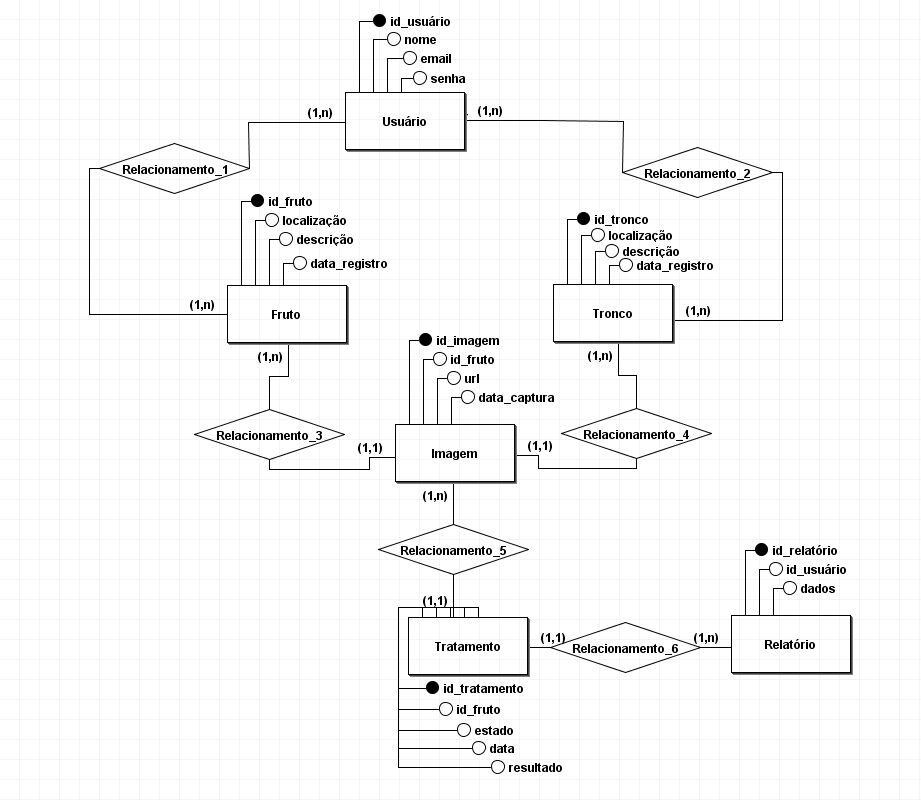 id_usuário
nome
email
senha
(1,n)
Usuário
(1,n)
Relacionamento_1
Relacionamento_2
id_fruto
localização
descrição
data_registro
(1,n)
Fruto
(1,n)
id_tronco
localização
descrição
data_registro
Tronco
(1,n)
(1,n)
id_imagem
id_fruto
url
data_captura
Relacionamento_3
(1,1)
Imagem
(1,1)
Relacionamento_4
(1,n)
Relacionamento_5
(1,1)
Tratamento
(1,1)
Relacionamento_6
(1,n)
id_relatório
id_usuário
dados
Relatório
id_tratamento
id_fruto
estado
data
resultado